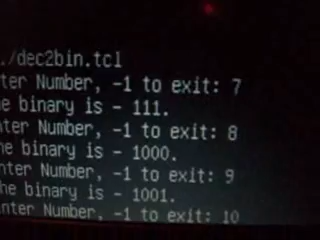 ./dec2bin.tcl
nter Number, -1 to exit: 7
he binary is - 111.
nter Number, -1 to exit: 8
he binary is - 1000.
nter Number, -1 to exit: 9
he binary is - 1001.
nter Number, -1 to exit: 10